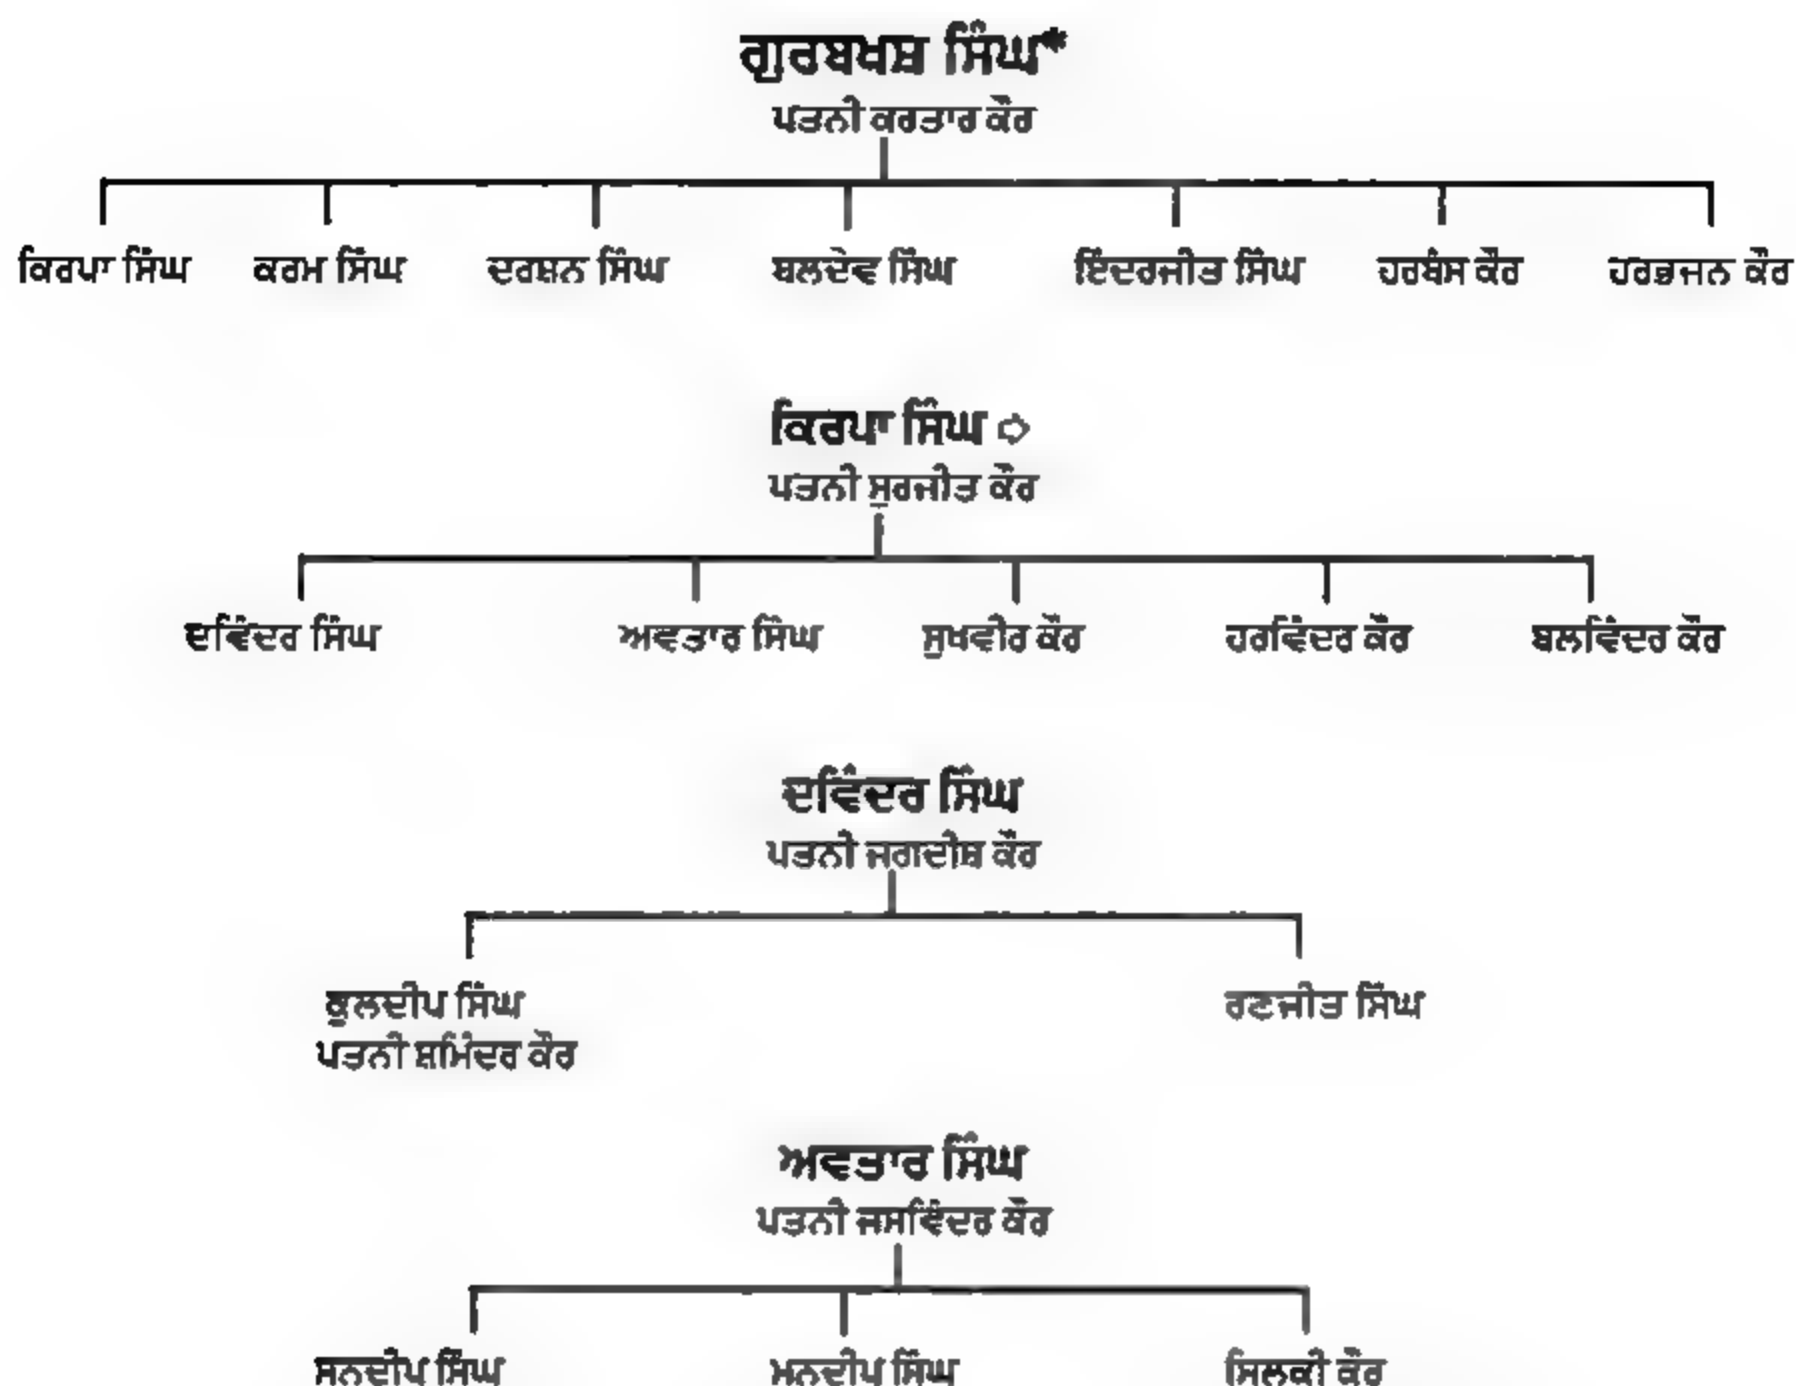 ਗੁਰਬਖਸ਼ ਸਿੰਘ*
ਪਤਨੀ ਕਰਤਾਰ ਕੌਰ
ਕਿਰਪਾ ਸਿੰਘ ਕਰਮ ਸਿੰਘ ਦਰਸ਼ਨ ਸਿੰਘ ਬਲਦੇਵ ਸਿੰਘ ਇੰਦਰਜੀਤ ਸਿੰਘ ਹਰਬੰਸ ਕੌਰ ਹਰਭਜਨ ਕੌਰ
ਕਿਰਪਾ ਸਿੰਘ ➪
ਪਤਨੀ ਸੁਰਜੀਤ ਕੌਰ
ਦਵਿੰਦਰ ਸਿੰਘ ਅਵਤਾਰ ਸਿੰਘ ਸੁਖਵੀਰ ਕੌਰ ਹਰਵਿੰਦਰ ਕੌਰ ਬਲਵਿੰਦਰ ਕੌਰ
ਦਵਿੰਦਰ ਸਿੰਘ
ਪਤਨੀ ਜਗਦੀਸ਼ ਕੌਰ
ਕੁਲਦੀਪ ਸਿੰਘ ਰਣਜੀਤ ਸਿੰਘ
ਪਤਨੀ ਸ਼ਮਿੰਦਰ ਕੌਰ
ਅਵਤਾਰ ਸਿੰਘ
ਪਤਨੀ ਜਸਵਿੰਦਰ ਕੌਰ
ਸਨਦੀਪ ਸਿੰਘ ਮਨਦੀਪ ਸਿੰਘ ਸਿਲਕੀ ਕੌਰ